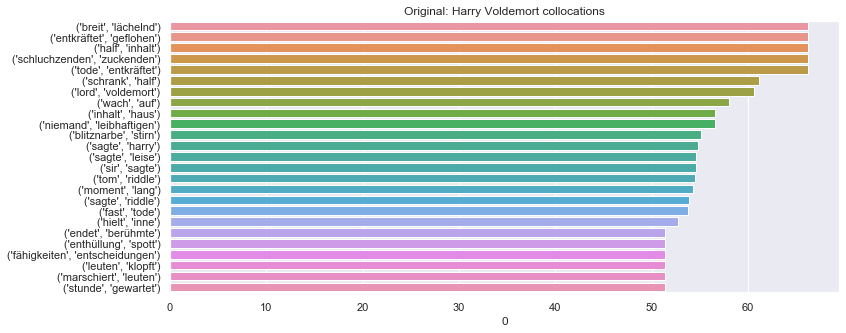 Original: Harry Voldemort collocations
('breit', 'lächelnd')
('entkräftet', 'geflohen')
('half', 'inhalt')
('schluchzenden', 'zuckenden')
('tode', 'entkräftet')
('schrank', 'half')
('lord', 'voldemort')
('wach', 'auf')
('inhalt', 'haus')
('niemand', 'leibhaftigen')
('blitznarbe', 'stirn')
('sagte', 'harry')
('sagte', 'leise')
('sir', 'sagte')
('tom', 'riddle')
('moment', 'lang')
('sagte', 'riddle')
('fast', 'tode')
('hielt', 'inne')
('endet', 'berühmte')
('enthüllung', 'spott')
('fähigkeiten', 'entscheidungen')
('leuten', 'klopft')
('marschiert', 'leuten')
('stunde', 'gewartet')
0 10 20 30 40 50 60
0